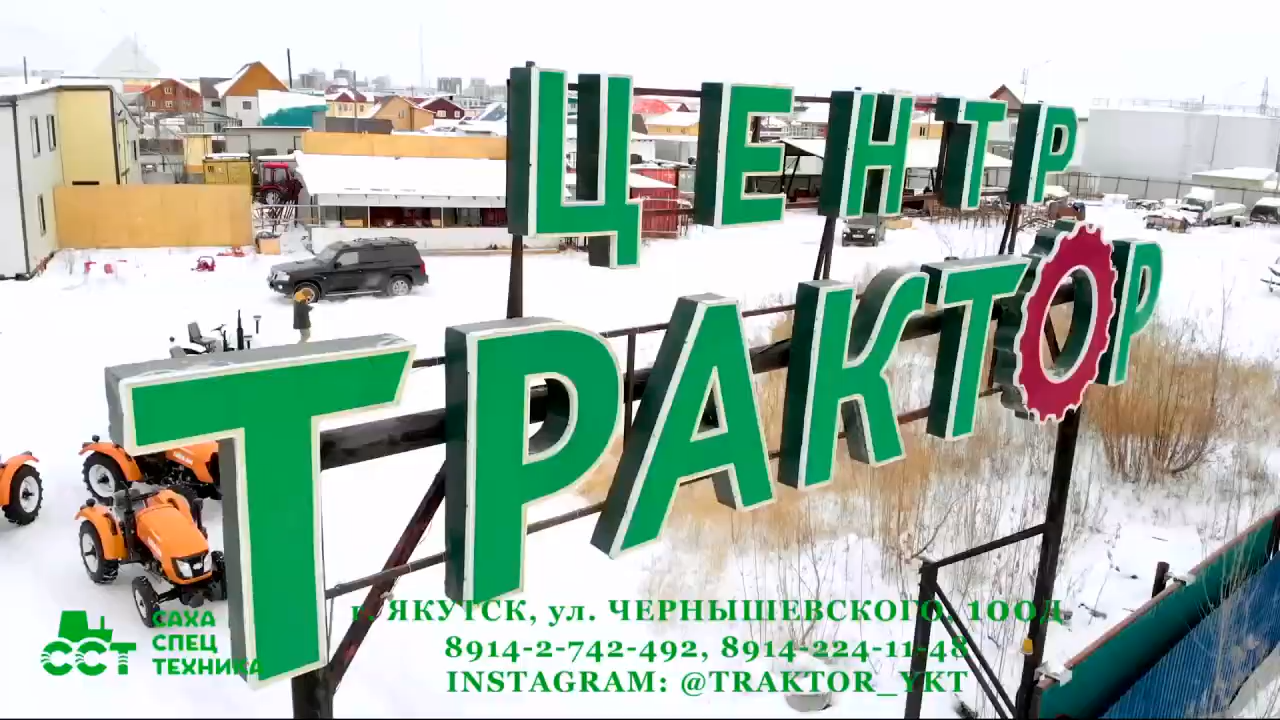 ЦЕНТР
ТРАКТОР
г. ЯКУТСК, ул. ЧЕРНЫШЕВСКОГО, 100Д
8914-2-742-492, 8914-224-11-48
INSTAGRAM: @TRAKTOR_YKT
ССТ
САХА
СПЕЦ
ТЕХНИКА